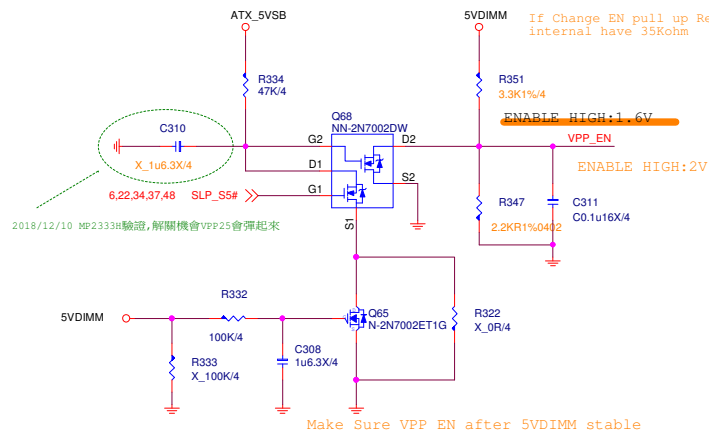 ATX_5VSB
5VDIMM
If Change EN pull up Re
internal have 35Kohm
R334
47K/4
R351
3.3K1%/4
Q68
NN-2N7002DW
ENABLE HIGH:1.6V
C310
G2
D2
VPP_EN
X_1u6.3X/4
D1
ENABLE HIGH:2V
6,22,34,37,48
SLP_S5#
G1
S2
R347
C311
C0.1u16X/4
2.2KR1%0402
S1
2018/12/10 MP2333H驗證,解關機會VPP25會彈起來
R332
5VDIMM
100K/4
Q65
N-2N7002ET1G
R322
X_0R/4
C308
1u6.3X/4
R333
X_100K/4
Make Sure VPP EN after 5VDIMM stable